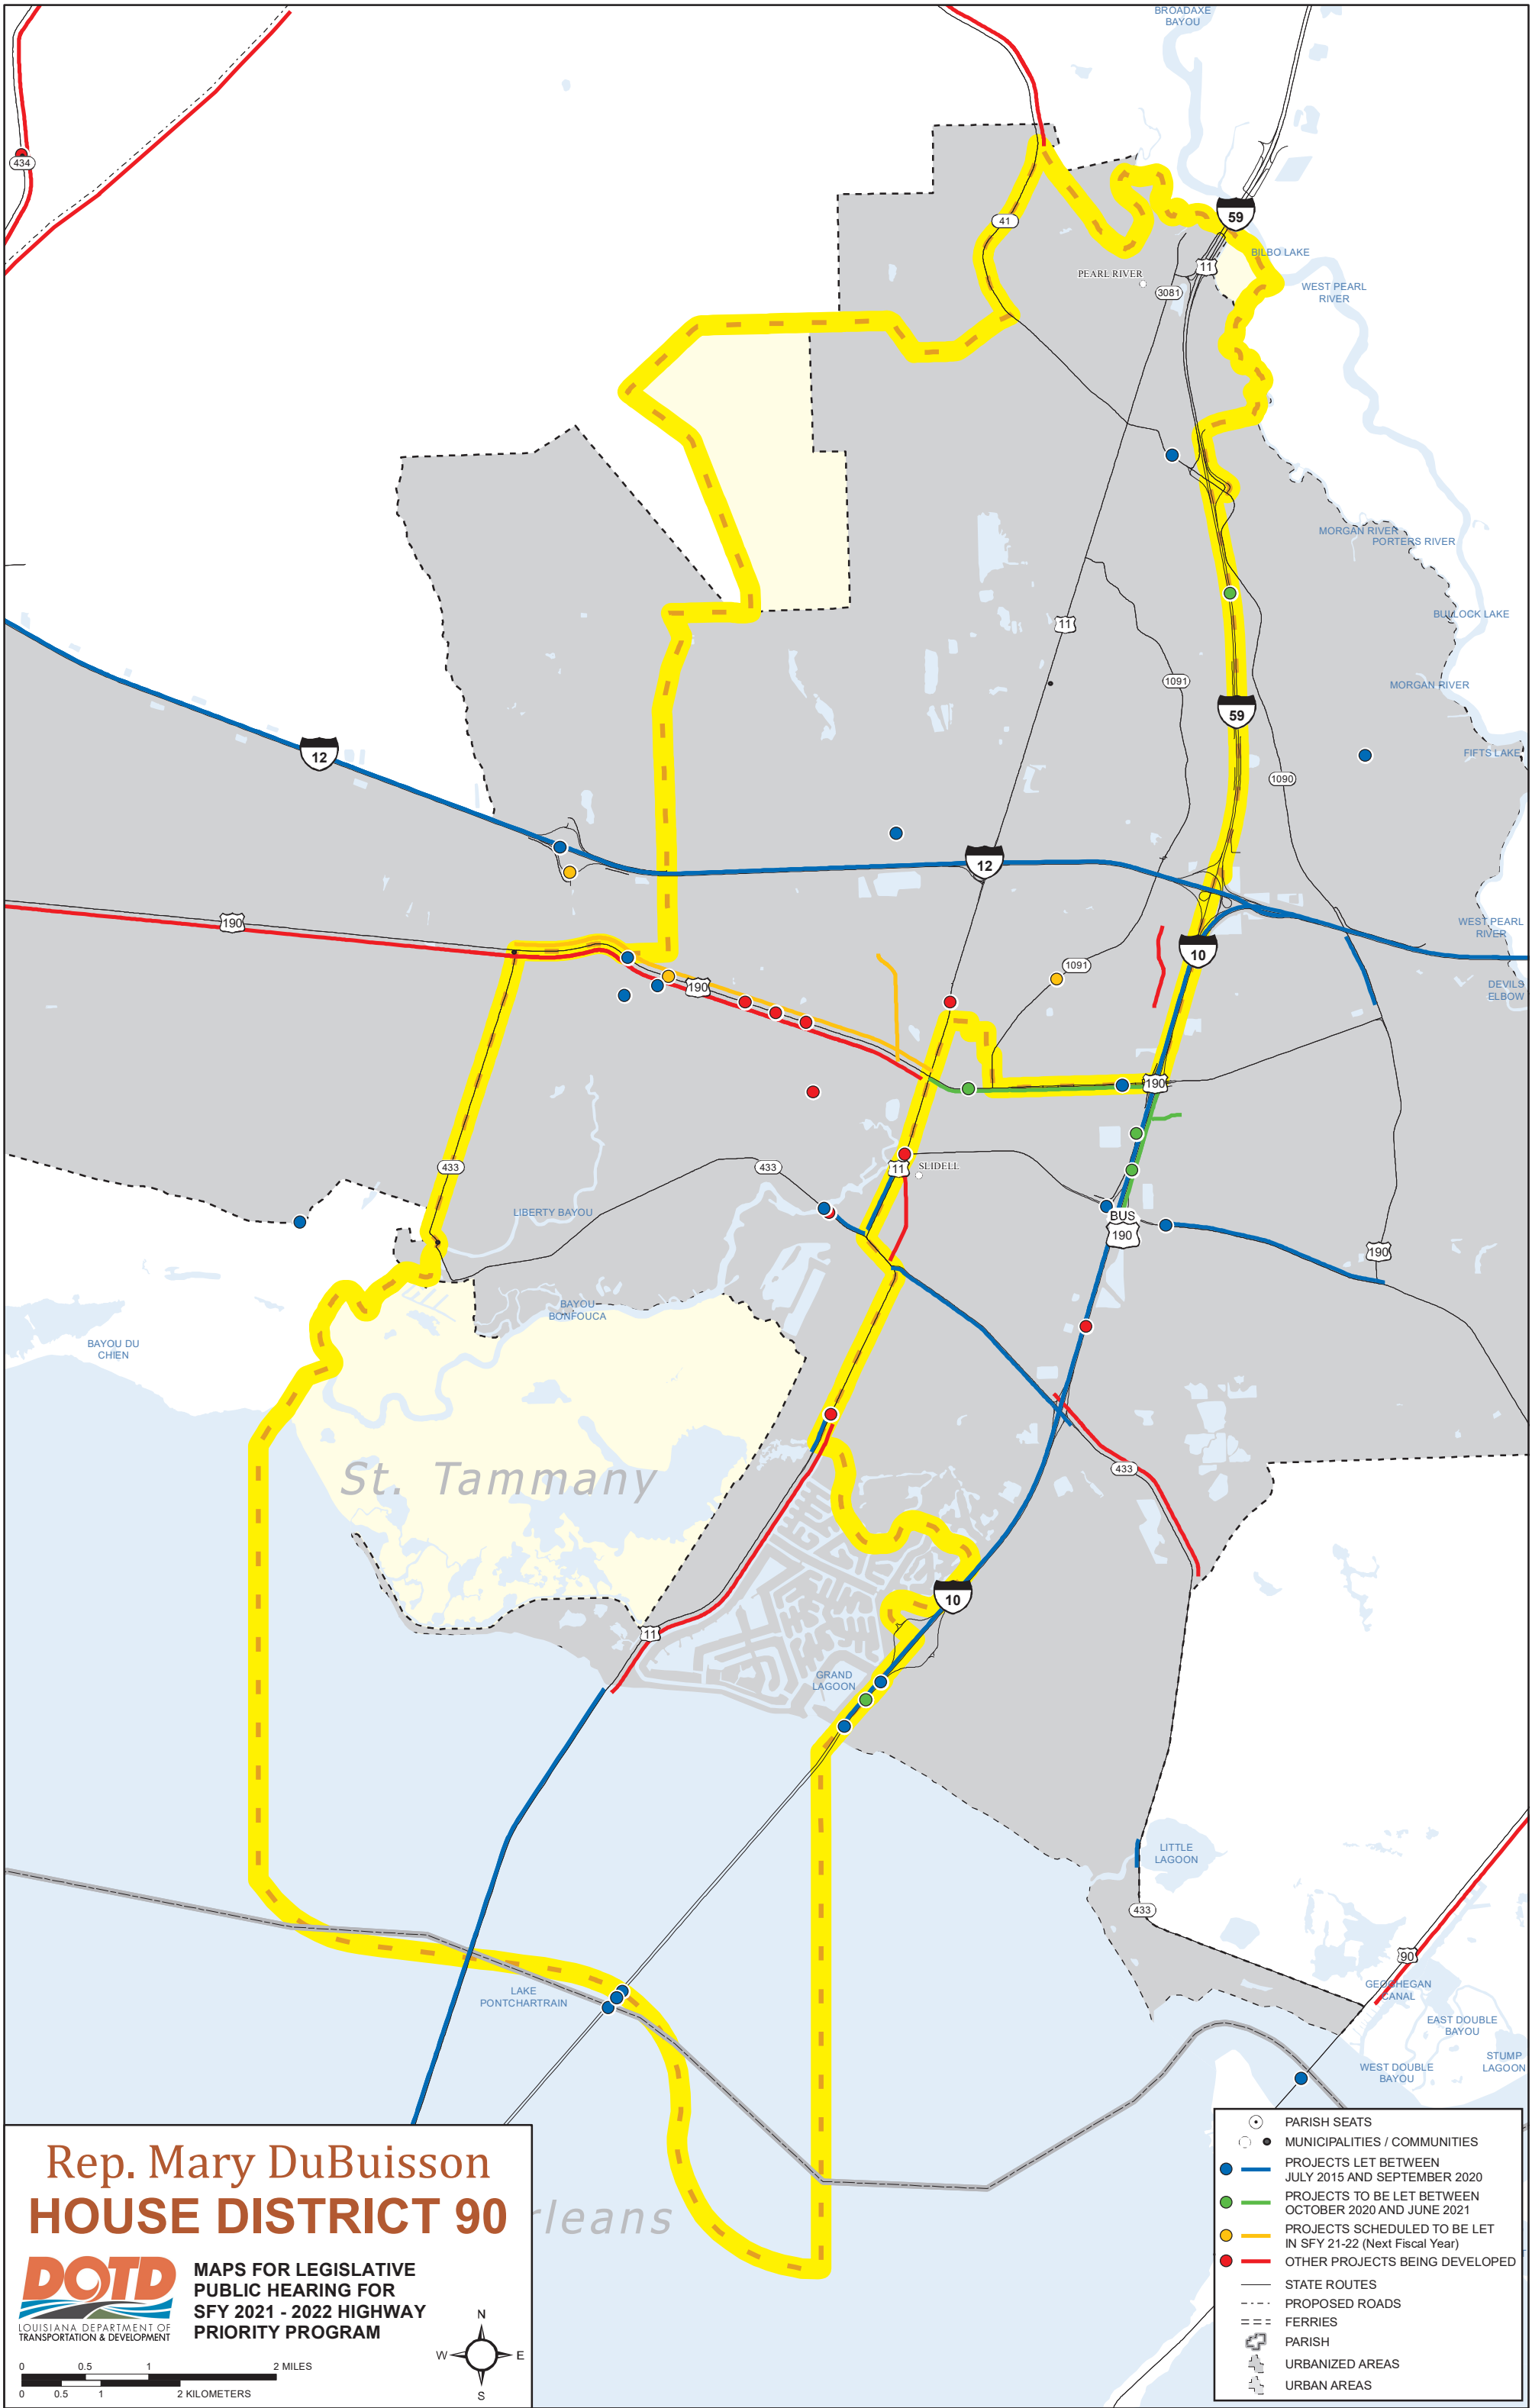 BROADAXE
BAYOU
434
59
41
BILBO LAKE
11
PEARL RIVER
WEST PEARL
RIVER
3081
MORGAN RIVER
PORTERS RIVER
BULLOCK LAKE
11
1091
MORGAN RIVER
59
12
FIFTS LAKE
1090
12
190
WEST PEARL
RIVER
10
1091
190
DEVILS
ELBOW
190
433
433
11
SLIDELL
LIBERTY BAYOU
BUS
190
190
BAYOU
BONFOUCA
BAYOU DU
CHIEN
433
St. Tammany
10
11
GRAND
LAGOON
LITTLE
LAGOON
433
90
GEOGHEGAN
CANAL
LAKE
PONTCHARTRAIN
EAST DOUBLE
BAYOU
STUMP
LAGOON
WEST DOUBLE
BAYOU
rleans
Rep. Mary DuBuisson
HOUSE DISTRICT 90
DOTD
LOUISIANA DEPARTMENT OF
TRANSPORTATION & DEVELOPMENT
MAPS FOR LEGISLATIVE
PUBLIC HEARING FOR
SFY 2021 - 2022 HIGHWAY
PRIORITY PROGRAM
N
W E
S
0 0.5 1 2 MILES
0 0.5 1 2 KILOMETERS
PARISH SEATS
MUNICIPALITIES / COMMUNITIES
PROJECTS LET BETWEEN
JULY 2015 AND SEPTEMBER 2020
PROJECTS TO BE LET BETWEEN
OCTOBER 2020 AND JUNE 2021
PROJECTS SCHEDULED TO BE LET
IN SFY 21-22 (Next Fiscal Year)
OTHER PROJECTS BEING DEVELOPED
STATE ROUTES
PROPOSED ROADS
FERRIES
PARISH
URBANIZED AREAS
URBAN AREAS